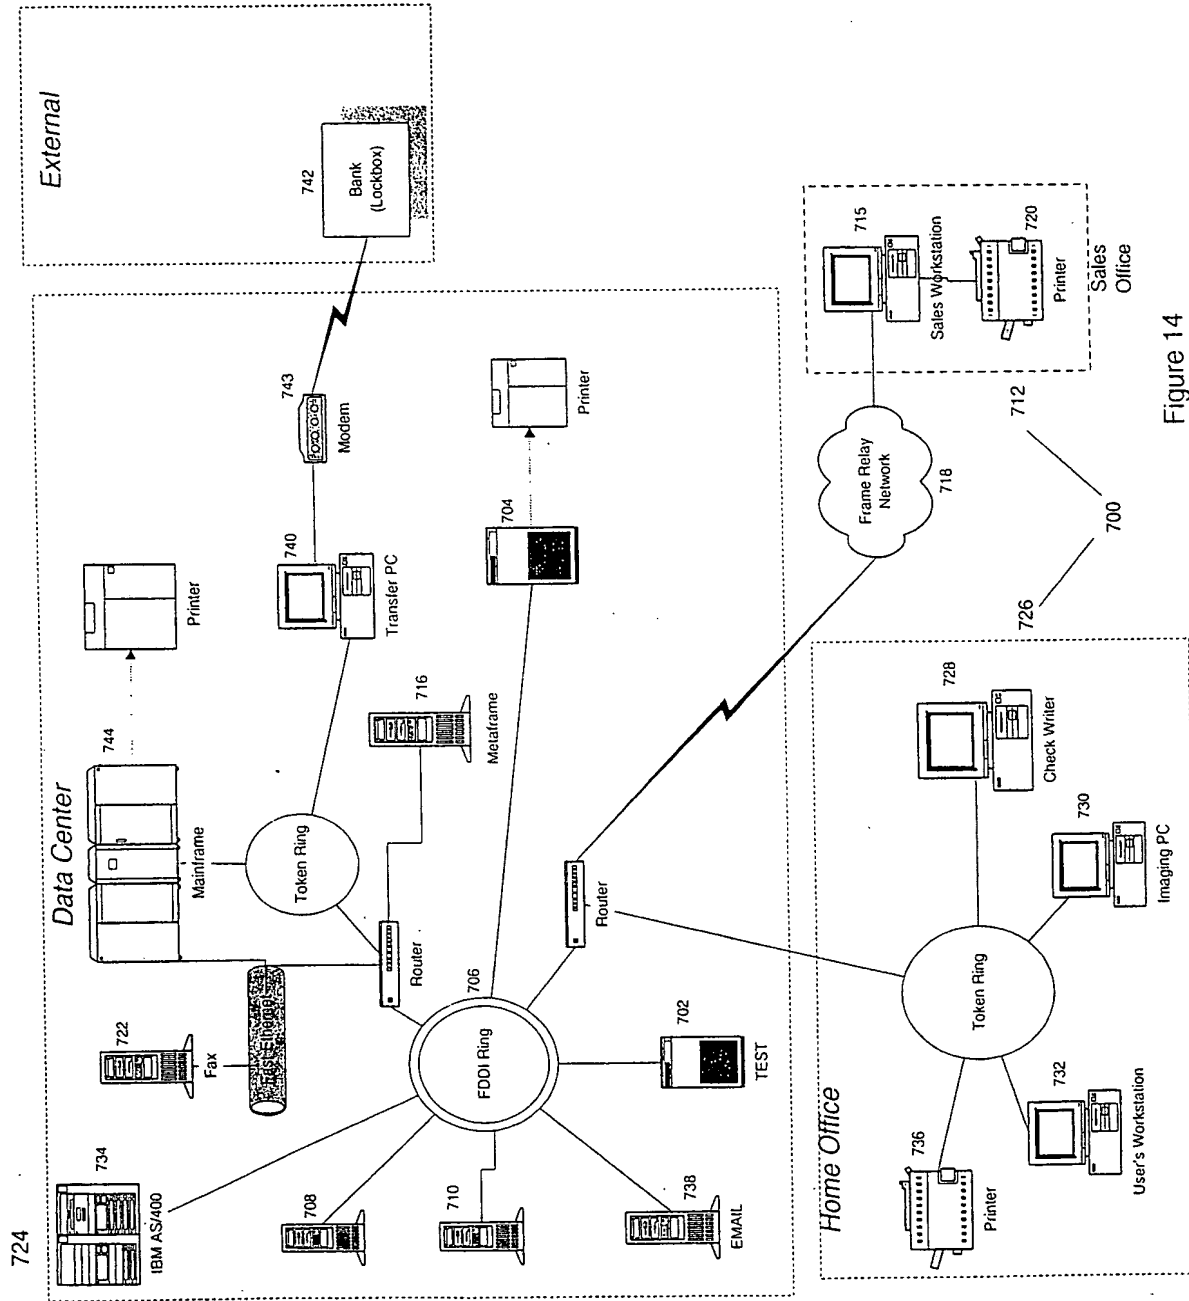 724
Data Center
734
IBM AS/400
722
Fax
Fast Ethernet
744
Mainframe
Printer
Token Ring
740
Transfer PC
743
Modem
716
Metaframe
Router
706
FDDI Ring
708
710
738
EMAIL
702
TEST
704
Printer
Router
External
742
Bank
(Lockbox)
Home Office
736
Printer
732
User's Workstation
Token Ring
730
Imaging PC
728
Check Writer
726
700
712
Frame Relay
Network
718
715
Sales Workstation
720
Printer
Sales
Office
Figure 14